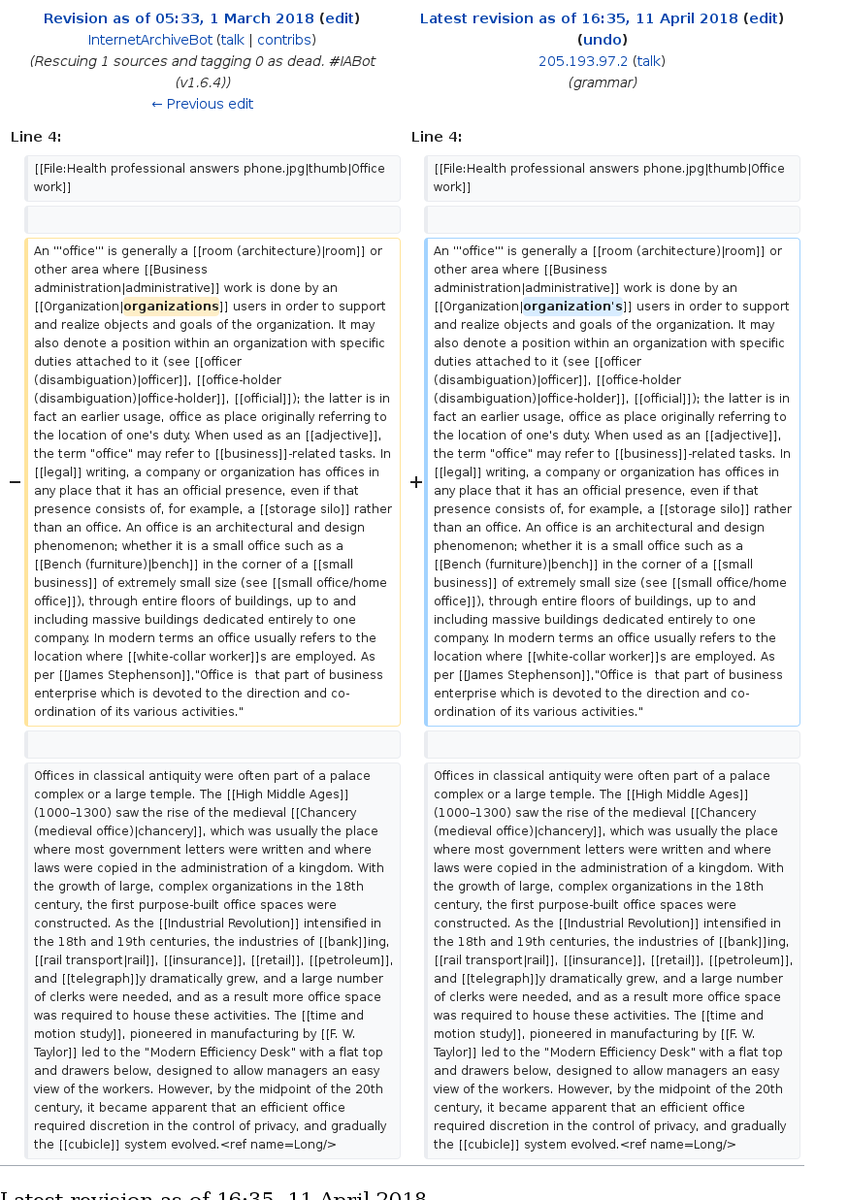 Revision as of 05:33, 1 March 2018 (edit)
InternetArchiveBot (talk | contribs)
(Rescuing 1 sources and tagging 0 as dead. #IABot
(v1.6.4))
← Previous edit
Latest revision as of 16:35, 11 April 2018 (edit)
(undo)
205.193.97.2 (talk)
(grammar)
Line 4:
[[File:Health professional answers phone.jpg|thumb|Office
work]]
− An '''office''' is generally a [[room (architecture)|room]] or
other area where [[Business
administration|administrative]] work is done by an
[[Organization|organizations]] users in order to support
and realize objects and goals of the organization. It may
also denote a position within an organization with specific
duties attached to it (see [[officer
(disambiguation)|officer]], [[office-holder
(disambiguation)|office-holder]], [[official]]); the latter is in
fact an earlier usage, office as place originally referring to
the location of one's duty. When used as an [[adjective]],
the term "office" may refer to [[business]]-related tasks. In
[[legal]] writing, a company or organization has offices in
any place that it has an official presence, even if that
presence consists of, for example, a [[storage silo]] rather
than an office. An office is an architectural and design
phenomenon; whether it is a small office such as a
[[Bench (furniture)|bench]] in the corner of a [[small
business]] of extremely small size (see [[small office/home
office]]), through entire floors of buildings, up to and
including massive buildings dedicated entirely to one
company. In modern terms an office usually refers to the
location where [[white-collar worker]]s are employed. As
per [[James Stephenson]],"Office is  that part of business
enterprise which is devoted to the direction and co-
ordination of its various activities."
Offices in classical antiquity were often part of a palace
complex or a large temple. The [[High Middle Ages]]
(1000–1300) saw the rise of the medieval [[Chancery
(medieval office)|chancery]], which was usually the place
where most government letters were written and where
laws were copied in the administration of a kingdom. With
the growth of large, complex organizations in the 18th
century, the first purpose-built office spaces were
constructed. As the [[Industrial Revolution]] intensified in
the 18th and 19th centuries, the industries of [[bank]]ing,
[[rail transport|rail]], [[insurance]], [[retail]], [[petroleum]],
and [[telegraph]]y dramatically grew, and a large number
of clerks were needed, and as a result more office space
was required to house these activities. The [[time and
motion study]], pioneered in manufacturing by [[F. W.
Taylor]] led to the "Modern Efficiency Desk" with a flat top
and drawers below, designed to allow managers an easy
view of the workers. However, by the midpoint of the 20th
century, it became apparent that an efficient office
required discretion in the control of privacy, and gradually
the [[cubicle]] system evolved.<ref name=Long/>
Line 4:
[[File:Health professional answers phone.jpg|thumb|Office
work]]
+ An '''office''' is generally a [[room (architecture)|room]] or
other area where [[Business
administration|administrative]] work is done by an
[[Organization|organization's]] users in order to support
and realize objects and goals of the organization. It may
also denote a position within an organization with specific
duties attached to it (see [[officer
(disambiguation)|officer]], [[office-holder
(disambiguation)|office-holder]], [[official]]); the latter is in
fact an earlier usage, office as place originally referring to
the location of one's duty. When used as an [[adjective]],
the term "office" may refer to [[business]]-related tasks. In
[[legal]] writing, a company or organization has offices in
any place that it has an official presence, even if that
presence consists of, for example, a [[storage silo]] rather
than an office. An office is an architectural and design
phenomenon; whether it is a small office such as a
[[Bench (furniture)|bench]] in the corner of a [[small
business]] of extremely small size (see [[small office/home
office]]), through entire floors of buildings, up to and
including massive buildings dedicated entirely to one
company. In modern terms an office usually refers to the
location where [[white-collar worker]]s are employed. As
per [[James Stephenson]],"Office is  that part of business
enterprise which is devoted to the direction and co-
ordination of its various activities."
Offices in classical antiquity were often part of a palace
complex or a large temple. The [[High Middle Ages]]
(1000–1300) saw the rise of the medieval [[Chancery
(medieval office)|chancery]], which was usually the place
where most government letters were written and where
laws were copied in the administration of a kingdom. With
the growth of large, complex organizations in the 18th
century, the first purpose-built office spaces were
constructed. As the [[Industrial Revolution]] intensified in
the 18th and 19th centuries, the industries of [[bank]]ing,
[[rail transport|rail]], [[insurance]], [[retail]], [[petroleum]],
and [[telegraph]]y dramatically grew, and a large number
of clerks were needed, and as a result more office space
was required to house these activities. The [[time and
motion study]], pioneered in manufacturing by [[F. W.
Taylor]] led to the "Modern Efficiency Desk" with a flat top
and drawers below, designed to allow managers an easy
view of the workers. However, by the midpoint of the 20th
century, it became apparent that an efficient office
required discretion in the control of privacy, and gradually
the [[cubicle]] system evolved.<ref name=Long/>
Latest revision as of 16:35, 11 April 2018